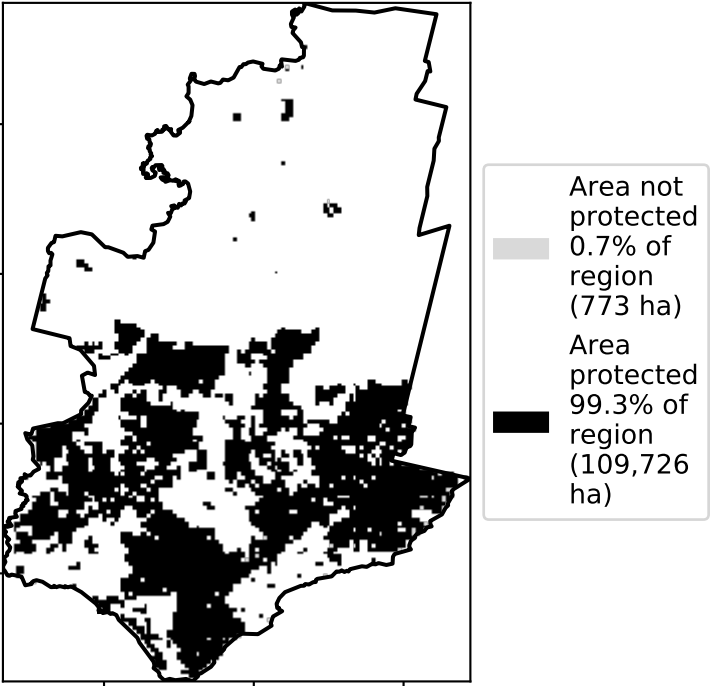 Area not
protected
0.7% of
region
(773 ha)
Area
protected
99.3% of
region
(109,726
ha)